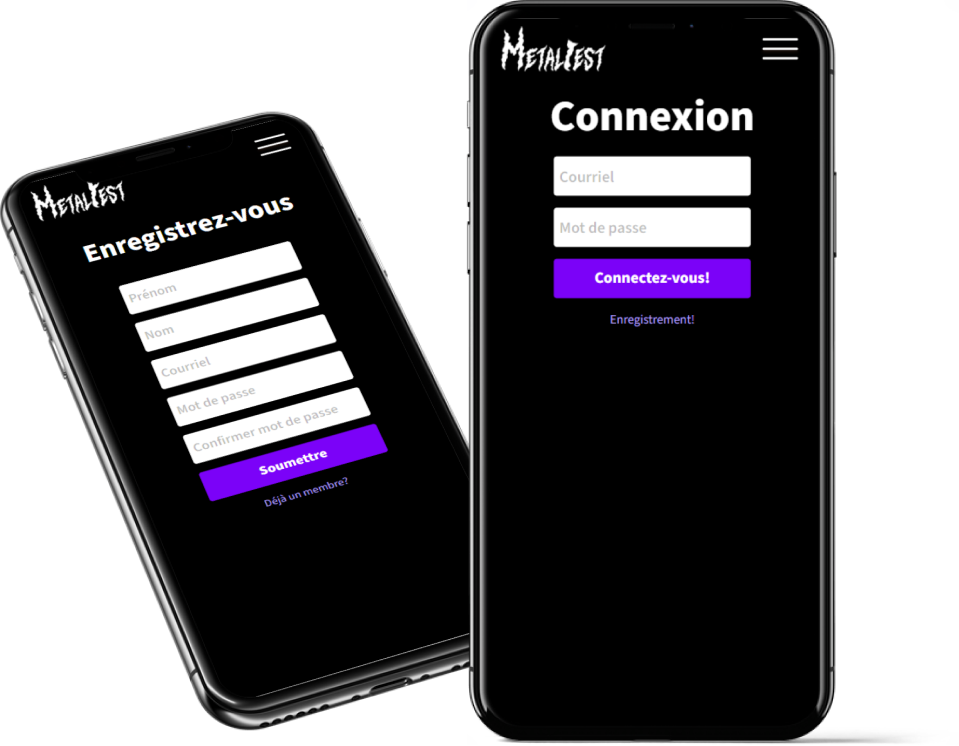 MetalFest
Enregistrez-vous
Prénom
Nom
Courriel
Mot de passe
Confirmer mot de passe
Soumettre
Déjà un membre?
MetalFest
Connexion
Courriel
Mot de passe
Connectez-vous!
Enregistrement!